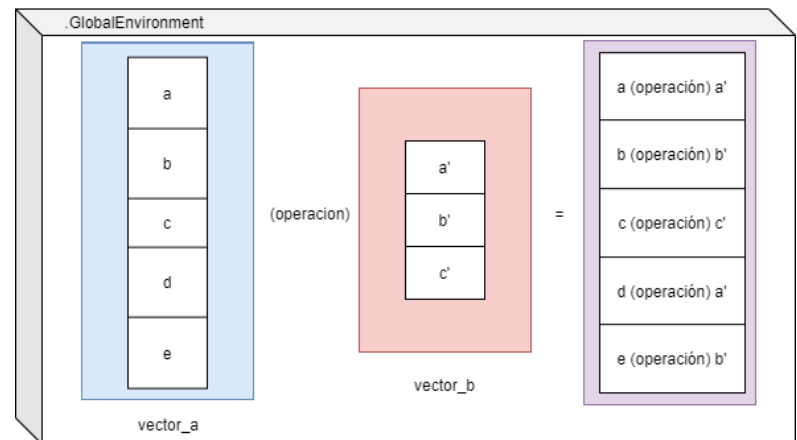 .GlobalEnvironment
a
b
c
d
e
vector_a
(operacion)
a'
b'
c'
vector_b
=
a (operación) a'
b (operación) b'
c (operación) c'
d (operación) a'
e (operación) b'